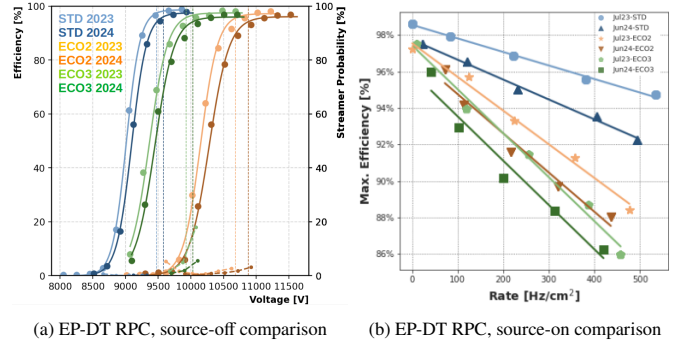 STD 2023
STD 2024
ECO2 2023
ECO2 2024
ECO3 2023
ECO3 2024
Efficiency [%]
100
80
60
40
20
0
8000 8500 9000 9500 10000 10500 11000 11500
Voltage [V]
100
80
60
40
20
0
Streamer Probability [%]
Jul23-STD
Jun24-STD
Jul23-ECO2
Jun24-ECO2
Jul23-ECO3
Jun24-ECO3
Max. Efficiency [%]
98%
96%
94%
92%
90%
88%
86%
0 100 200 300 400 500
Rate [Hz/cm²]
(a) EP-DT RPC, source-off comparison
(b) EP-DT RPC, source-on comparison